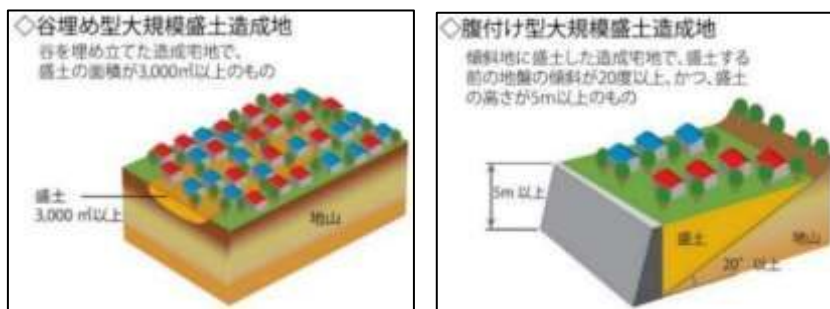 ◇谷埋め型大規模盛土造成地
谷を埋め立てた造成宅地で、
盛土の面積が3,000㎡以上のもの
盛土
3,000 ㎡以上
地山
◇腹付け型大規模盛土造成地
傾斜地に盛土した造成宅地で、盛土する
前の地盤の傾斜が20度以上、かつ、盛土
の高さが5m以上のもの
5m 以上
盛土
地山
20° 以上